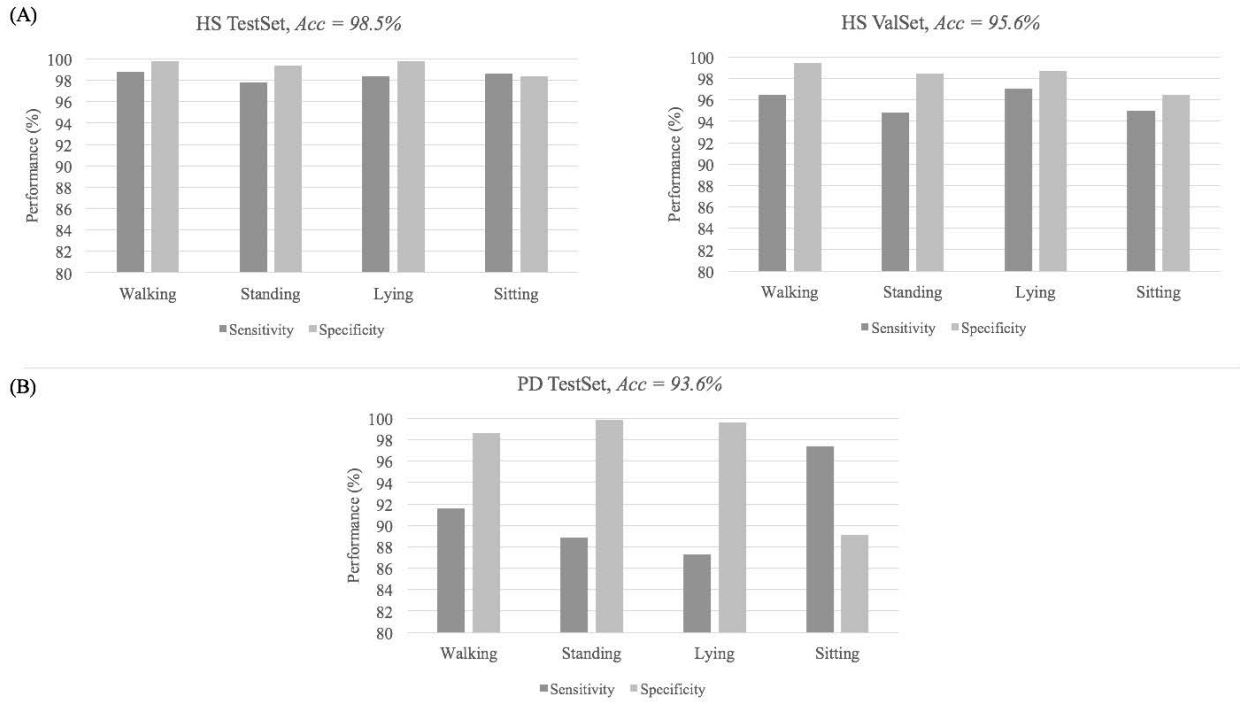 (A)
HS TestSet, Acc = 98.5%
100
98
96
94
92
90
88
86
84
82
80
Performance (%)
Walking Standing Lying Sitting
Sensitivity Specificity
HS ValSet, Acc = 95.6%
100
98
96
94
92
90
88
86
84
82
80
Performance (%)
Walking Standing Lying Sitting
Sensitivity Specificity
(B)
PD TestSet, Acc = 93.6%
100
98
96
94
92
90
88
86
84
82
80
Performance (%)
Walking Standing Lying Sitting
Sensitivity Specificity